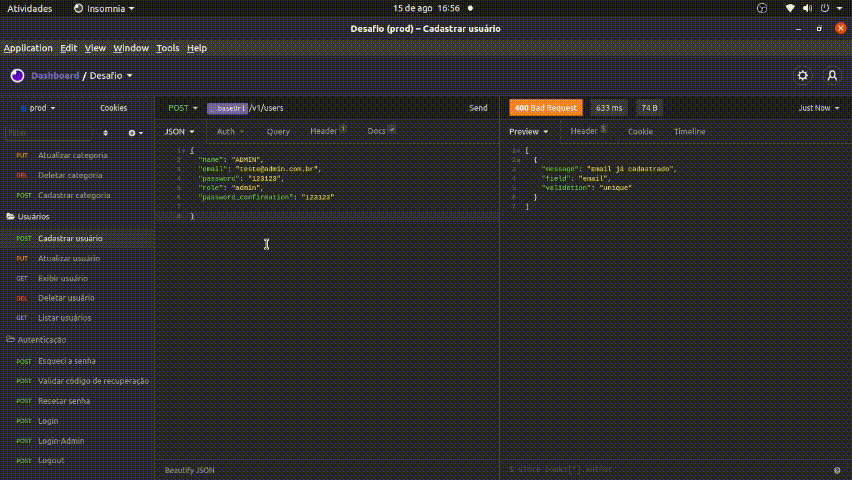 Atividades
Insomnia
15 de ago 16:56
Desafio (prod) – Cadastrar usuário
Application Edit View Window Tools Help
Dashboard / Desafio
prod
Cookies
Filter
PUT Atualizar categoria
DEL Deletar categoria
POST Cadastrar categoria
Usuários
POST Cadastrar usuário
PUT Atualizar usuário
GET Exibir usuário
DEL Deletar usuário
GET Listar usuários
Autenticação
POST Esqueci a senha
POST Validar código de recuperação
POST Resetar senha
POST Login
POST Login-Admin
POST Logout
POST _.baseUrl /v1/users Send
JSON Auth Query Header 1 Docs
1 {
2 "name": "ADMIN",
3 "email": "teste@admin.com.br",
4 "password": "123123",
5 "role": "admin",
6 "password_confirmation": "123123"
7
8 }
Beautify JSON
400 Bad Request 633 ms 74 B Just Now
Preview Header 5 Cookie Timeline
1 [
2 {
3 "message": "Email já cadastrado",
4 "field": "email",
5 "validation": "unique"
6 }
7 ]
$.store.books[*].author